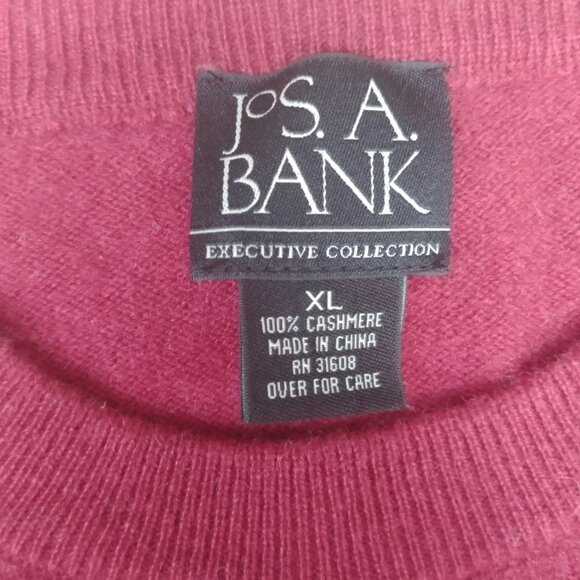 JoS. A.
BANK
EXECUTIVE COLLECTION
XL
100% CASHMERE
MADE IN CHINA
RN 31608
OVER FOR CARE